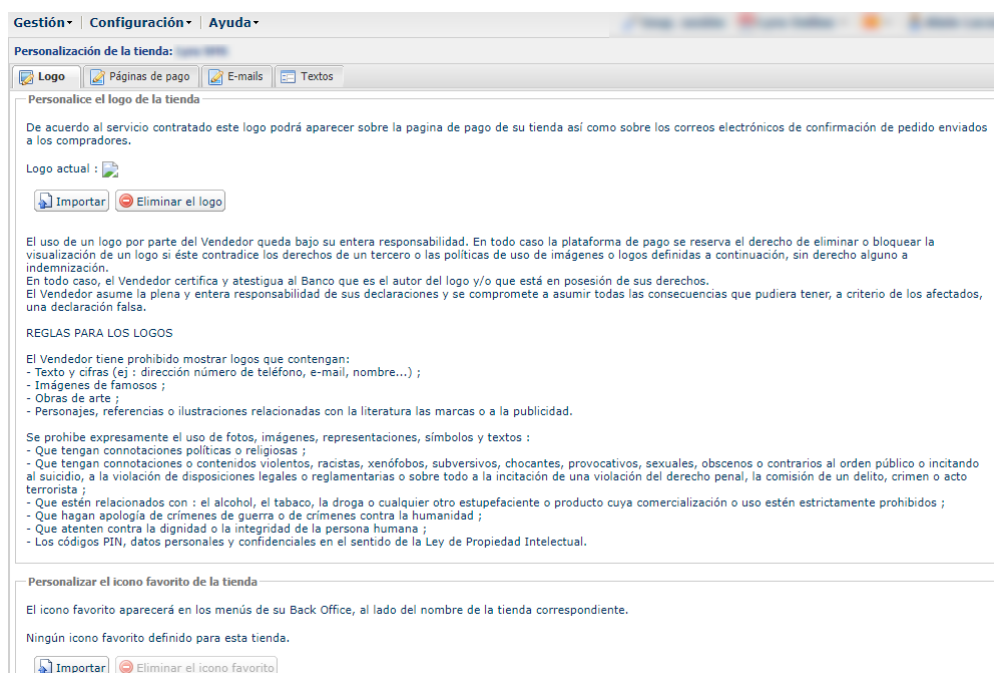 Gestión
Configuración
Ayuda
Personalización de la tienda:
Logo
Páginas de pago
E-mails
Textos
Personalice el logo de la tienda
De acuerdo al servicio contratado este logo podrá aparecer sobre la pagina de pago de su tienda así como sobre los correos electrónicos de confirmación de pedido enviados
a los compradores.
Logo actual :
Importar
Eliminar el logo
El uso de un logo por parte del Vendedor queda bajo su entera responsabilidad. En todo caso la plataforma de pago se reserva el derecho de eliminar o bloquear la
visualización de un logo si éste contradice los derechos de un tercero o las políticas de uso de imágenes o logos definidas a continuación, sin derecho alguno a
indemnización.
En todo caso, el Vendedor certifica y atestigua al Banco que es el autor del logo y/o que está en posesión de sus derechos.
El Vendedor asume la plena y entera responsabilidad de sus declaraciones y se compromete a asumir todas las consecuencias que pudiera tener, a criterio de los afectados,
una declaración falsa.
REGLAS PARA LOS LOGOS
El Vendedor tiene prohibido mostrar logos que contengan:
- Texto y cifras (ej : dirección número de teléfono, e-mail, nombre...) ;
- Imágenes de famosos ;
- Obras de arte ;
- Personajes, referencias o ilustraciones relacionadas con la literatura las marcas o a la publicidad.
Se prohibe expresamente el uso de fotos, imágenes, representaciones, símbolos y textos :
- Que tengan connotaciones políticas o religiosas ;
- Que tengan connotaciones o contenidos violentos, racistas, xenófobos, subversivos, chocantes, provocativos, sexuales, obscenos o contrarios al orden público o incitando
al suicidio, a la violación de disposiciones legales o reglamentarias o sobre todo a la incitación de una violación del derecho penal, la comisión de un delito, crimen o acto
terrorista ;
- Que estén relacionados con : el alcohol, el tabaco, la droga o cualquier otro estupefaciente o producto cuya comercialización o uso estén estrictamente prohibidos ;
- Que hagan apología de crímenes de guerra o de crímenes contra la humanidad ;
- Que atenten contra la dignidad o la integridad de la persona humana ;
- Los códigos PIN, datos personales y confidenciales en el sentido de la Ley de Propiedad Intelectual.
Personalizar el icono favorito de la tienda
El icono favorito aparecerá en los menús de su Back Office, al lado del nombre de la tienda correspondiente.
Ningún icono favorito definido para esta tienda.
Importar
Eliminar el icono favorito